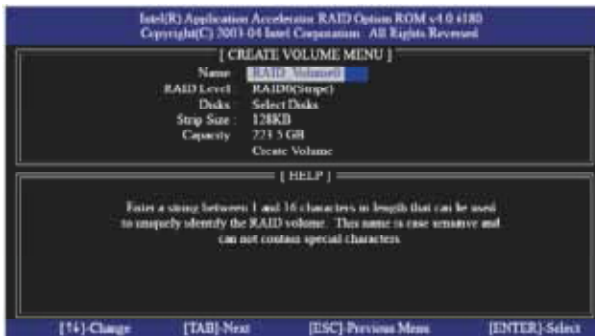 Intel(R) Application Accelerator RAID Option ROM v4.0.6180
Copyright(C) 2003-04 Intel Corporation. All Rights Reserved
[ CREATE VOLUME MENU ]
Name RAID_Volume0
RAID Level RAID0(Stripe)
Disks Select Disks
Strip Size : 128KB
Capacity 223.5 GB
Create Volume
[ HELP ]
Enter a string between 1 and 16 characters in length that can be used
to uniquely identify the RAID volume. This name is case sensitive and
can not contain special characters
[↑↓]-Change [TAB]-Next [ESC]-Previous Menu [ENTER]-Select